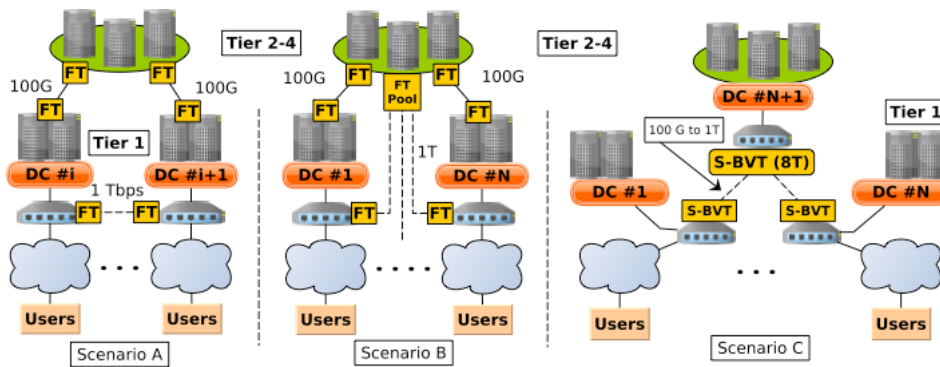 Tier 2-4
FT
FT
100G
100G
FT
FT
Tier 1
DC #i
DC #i+1
1 Tbps
FT
FT
Users
Users
Scenario A
Tier 2-4
FT
FT
FT
Pool
100G
100G
FT
FT
1T
DC #1
DC #N
FT
FT
Users
Users
Scenario B
DC #N+1
Tier 1
100 G to 1T
S-BVT (8T)
DC #1
DC #N
S-BVT
S-BVT
Users
Users
Scenario C